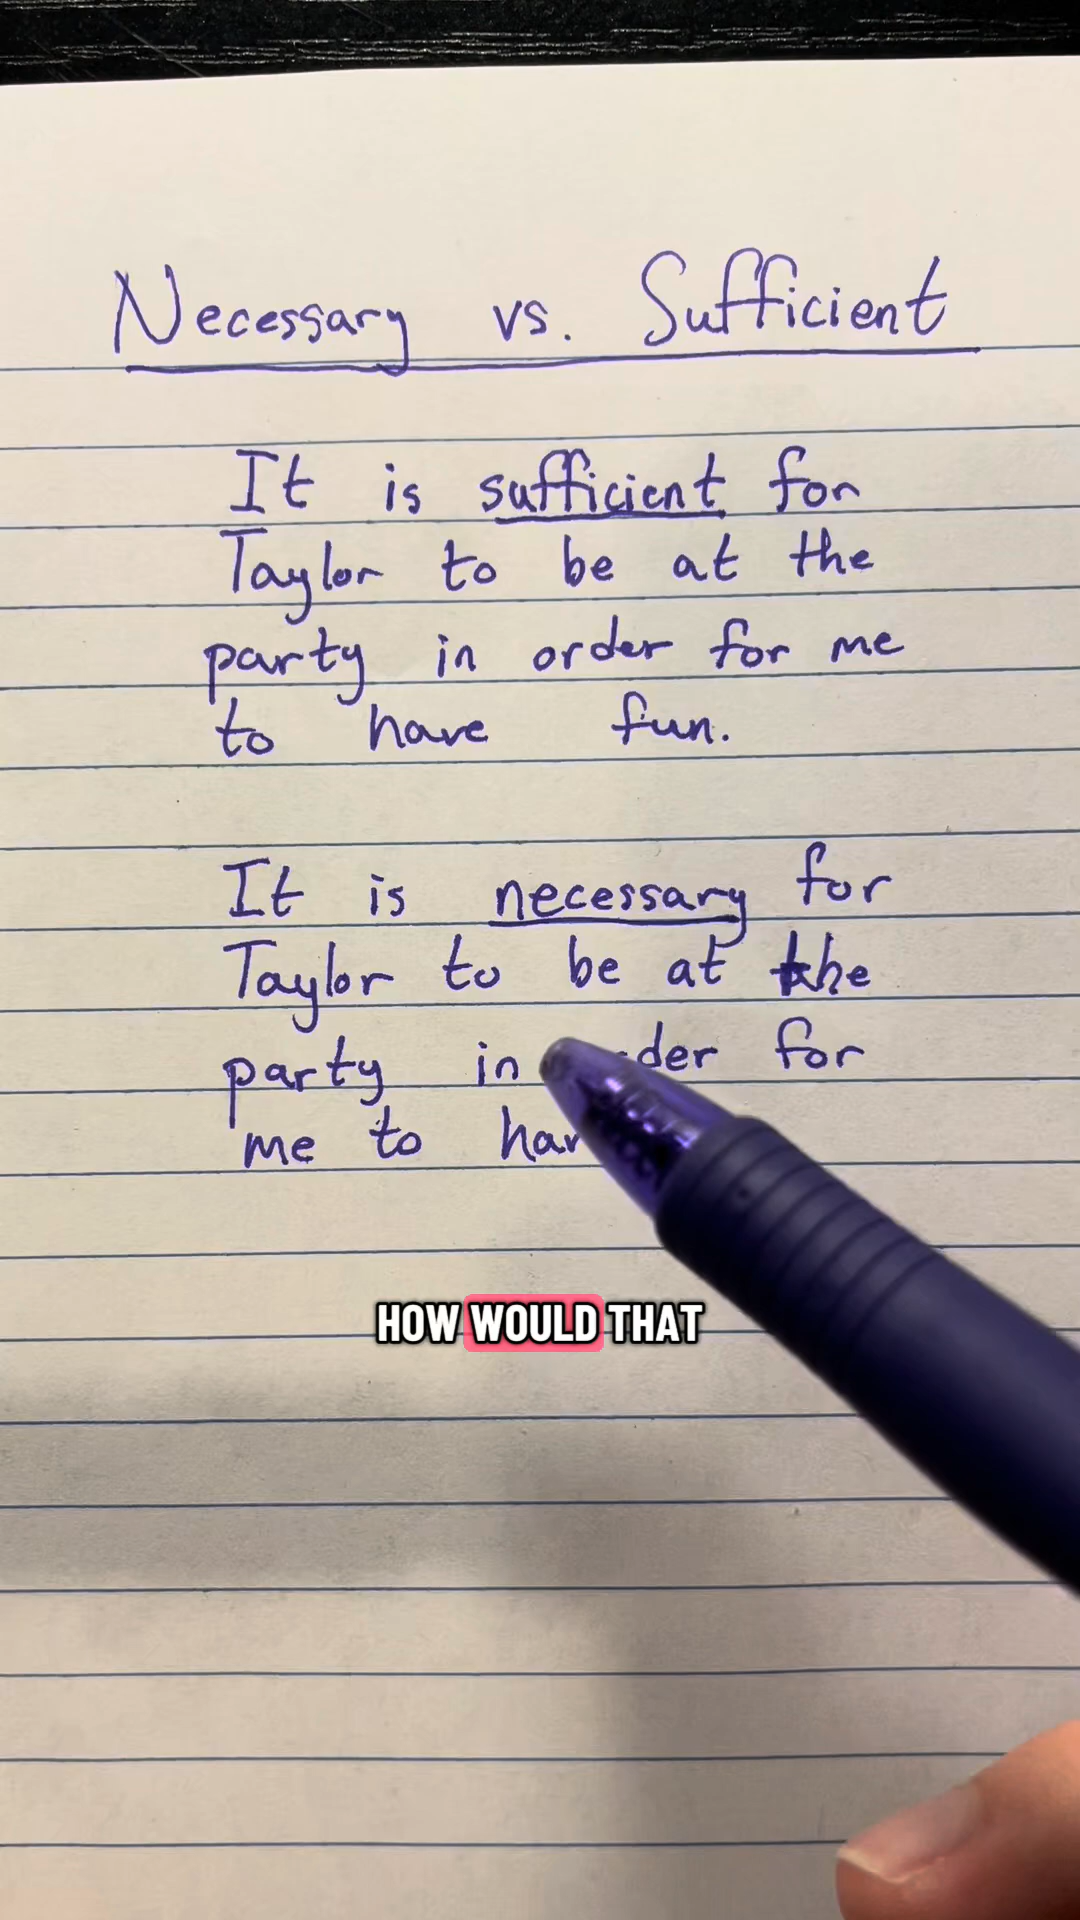 Necessary vs. Sufficient
It is sufficient for
Taylor to be at the
party in order for me
to have fun.
It is necessary for
Taylor to be at the
party in for
me to
HOW WOULD THAT